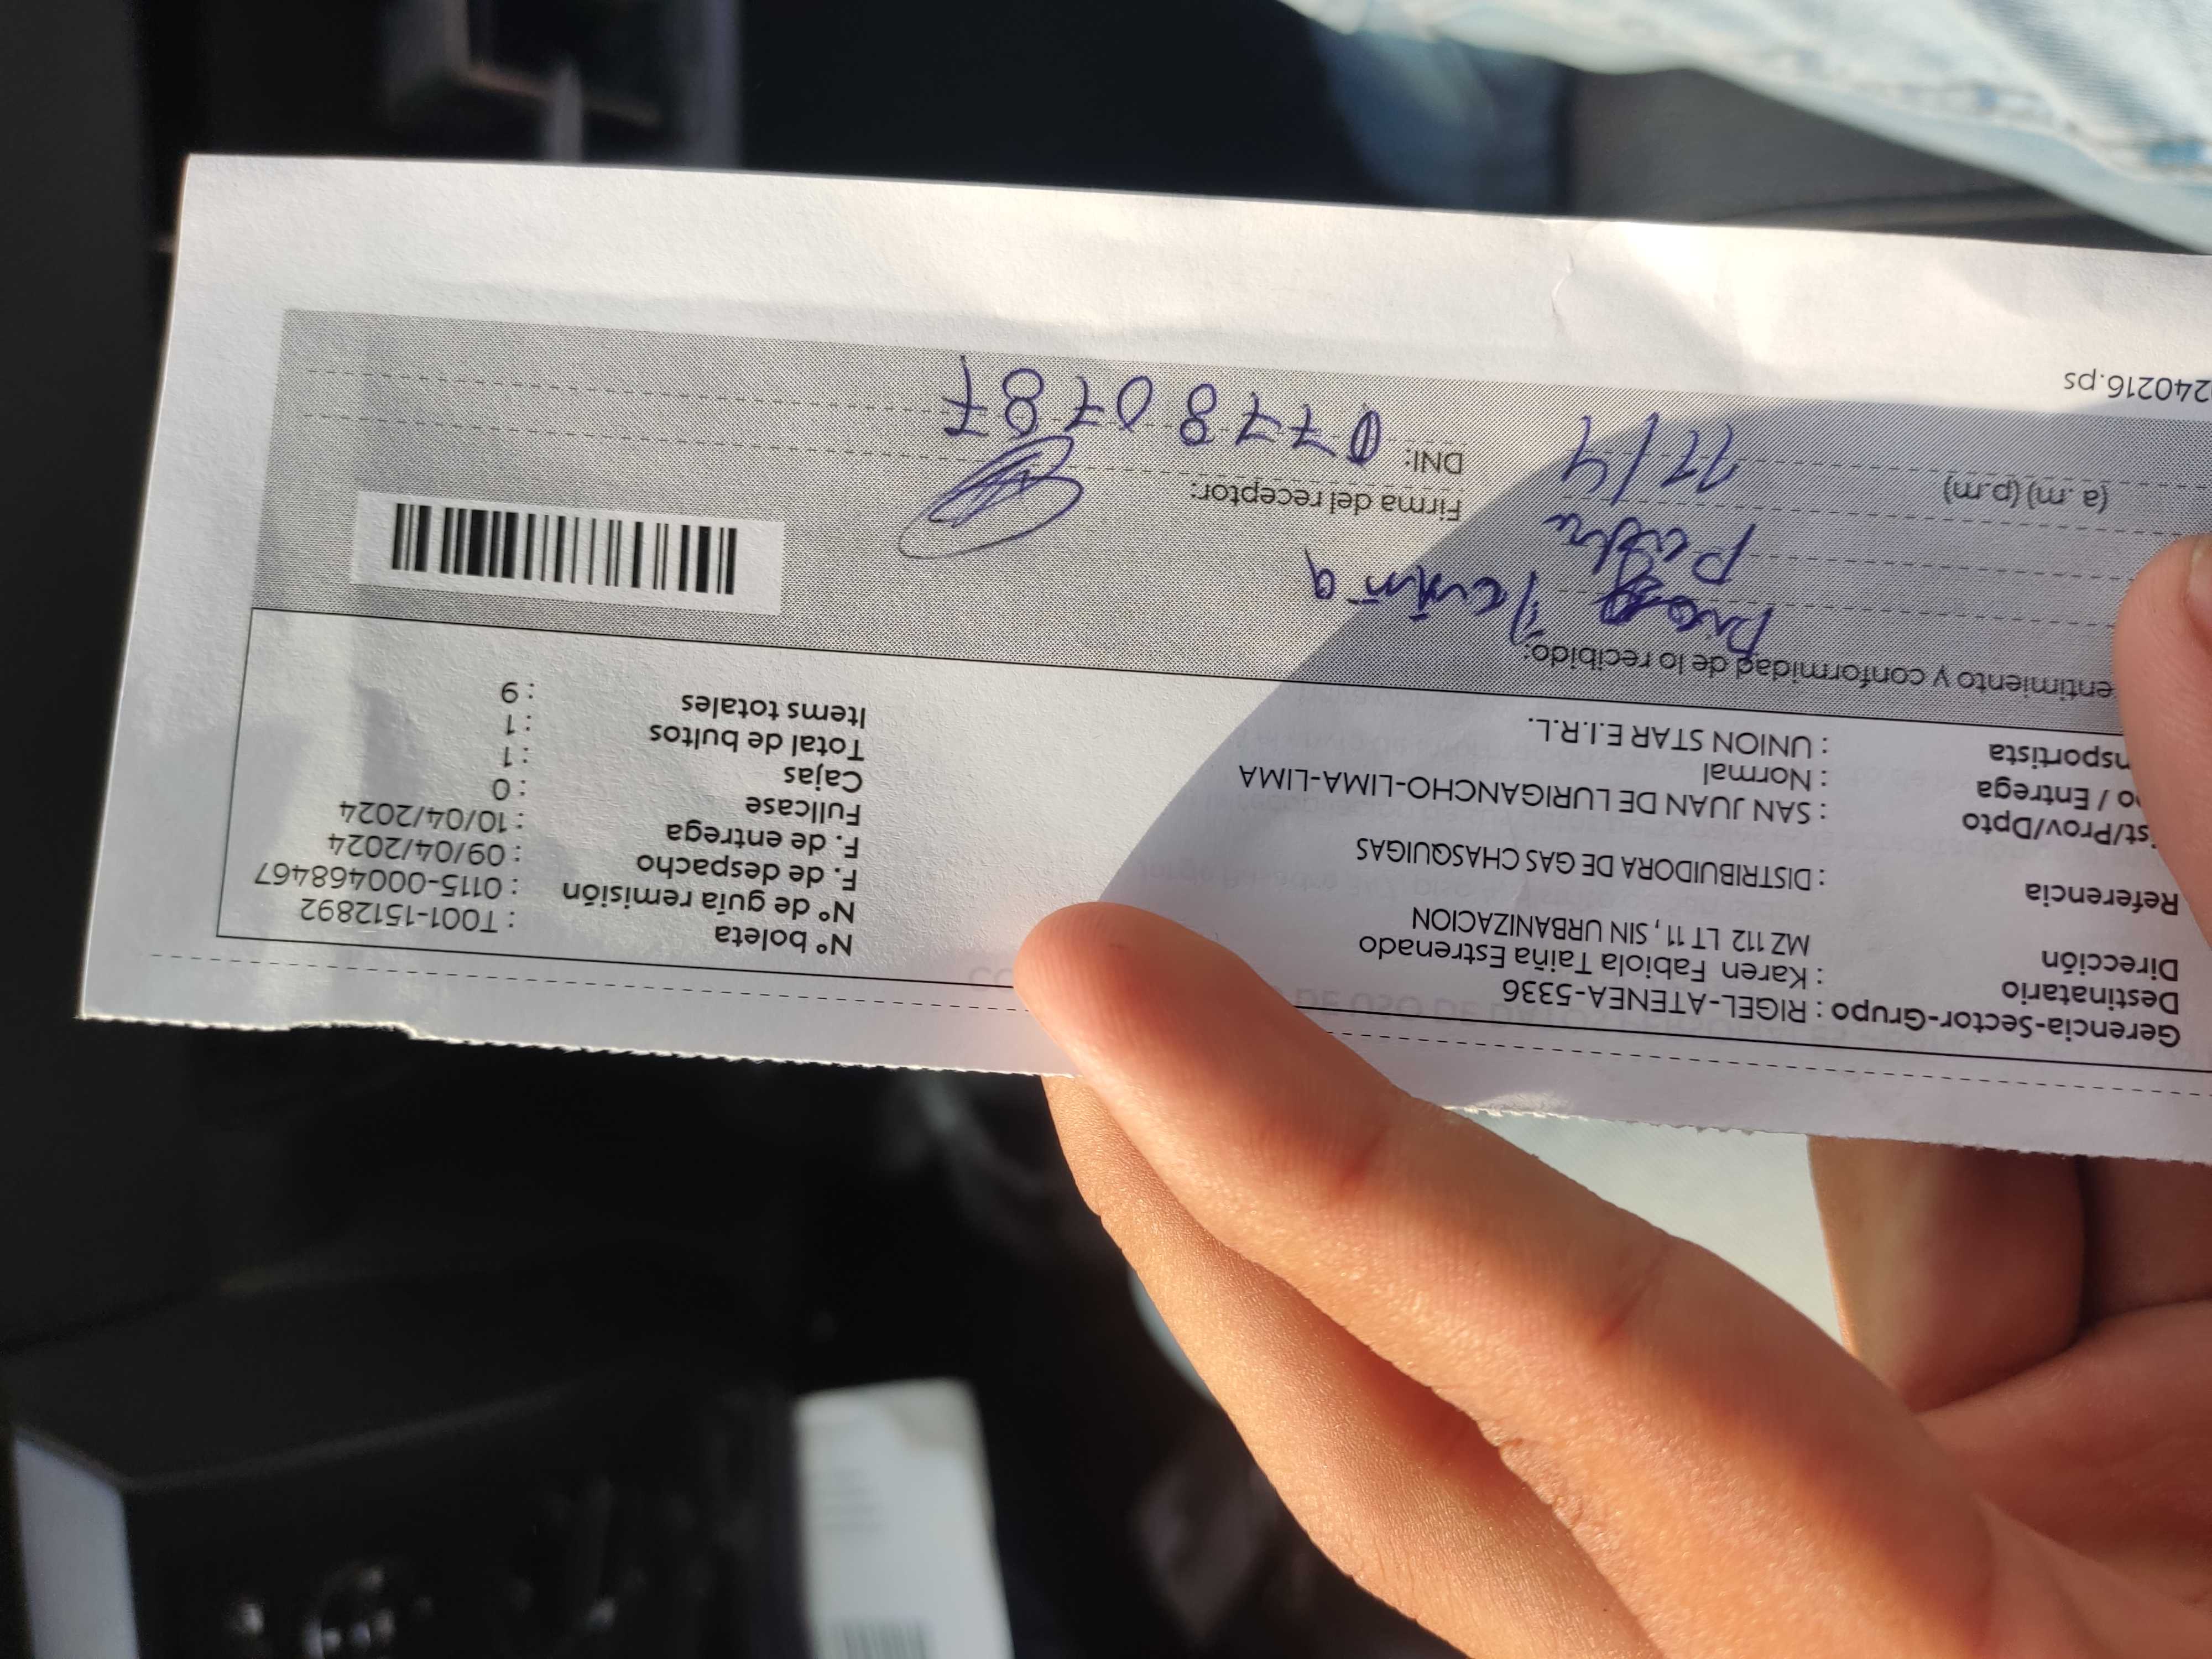 Gerencia-Sector-Grupo : RIGEL-ATENEA-5336
Destinatario : Karen Fabiola Taiña Estrenado
Dirección MZ 112 LT 11 , SIN URBANIZACION
Referencia : DISTRIBUIDORA DE GAS CHASQUIGAS
st/Prov/Dpto : SAN JUAN DE LURIGANCHO-LIMA-LIMA
o / Entrega : Normal
nsportista : UNION STAR E.I.R.L.
Nº boleta : T001-1512892
Nº de guía remisión : 0115-000468467
F. de despacho : 09/04/2024
F. de entrega : 10/04/2024
Fullcase : 0
Cajas : 1
Total de bultos : 1
Items totales : 9
entimiento y conformidad de lo recibido:
(a .m) (p.m)
11/4
Firma del receptor:
DNI: 07780787
240216.ps